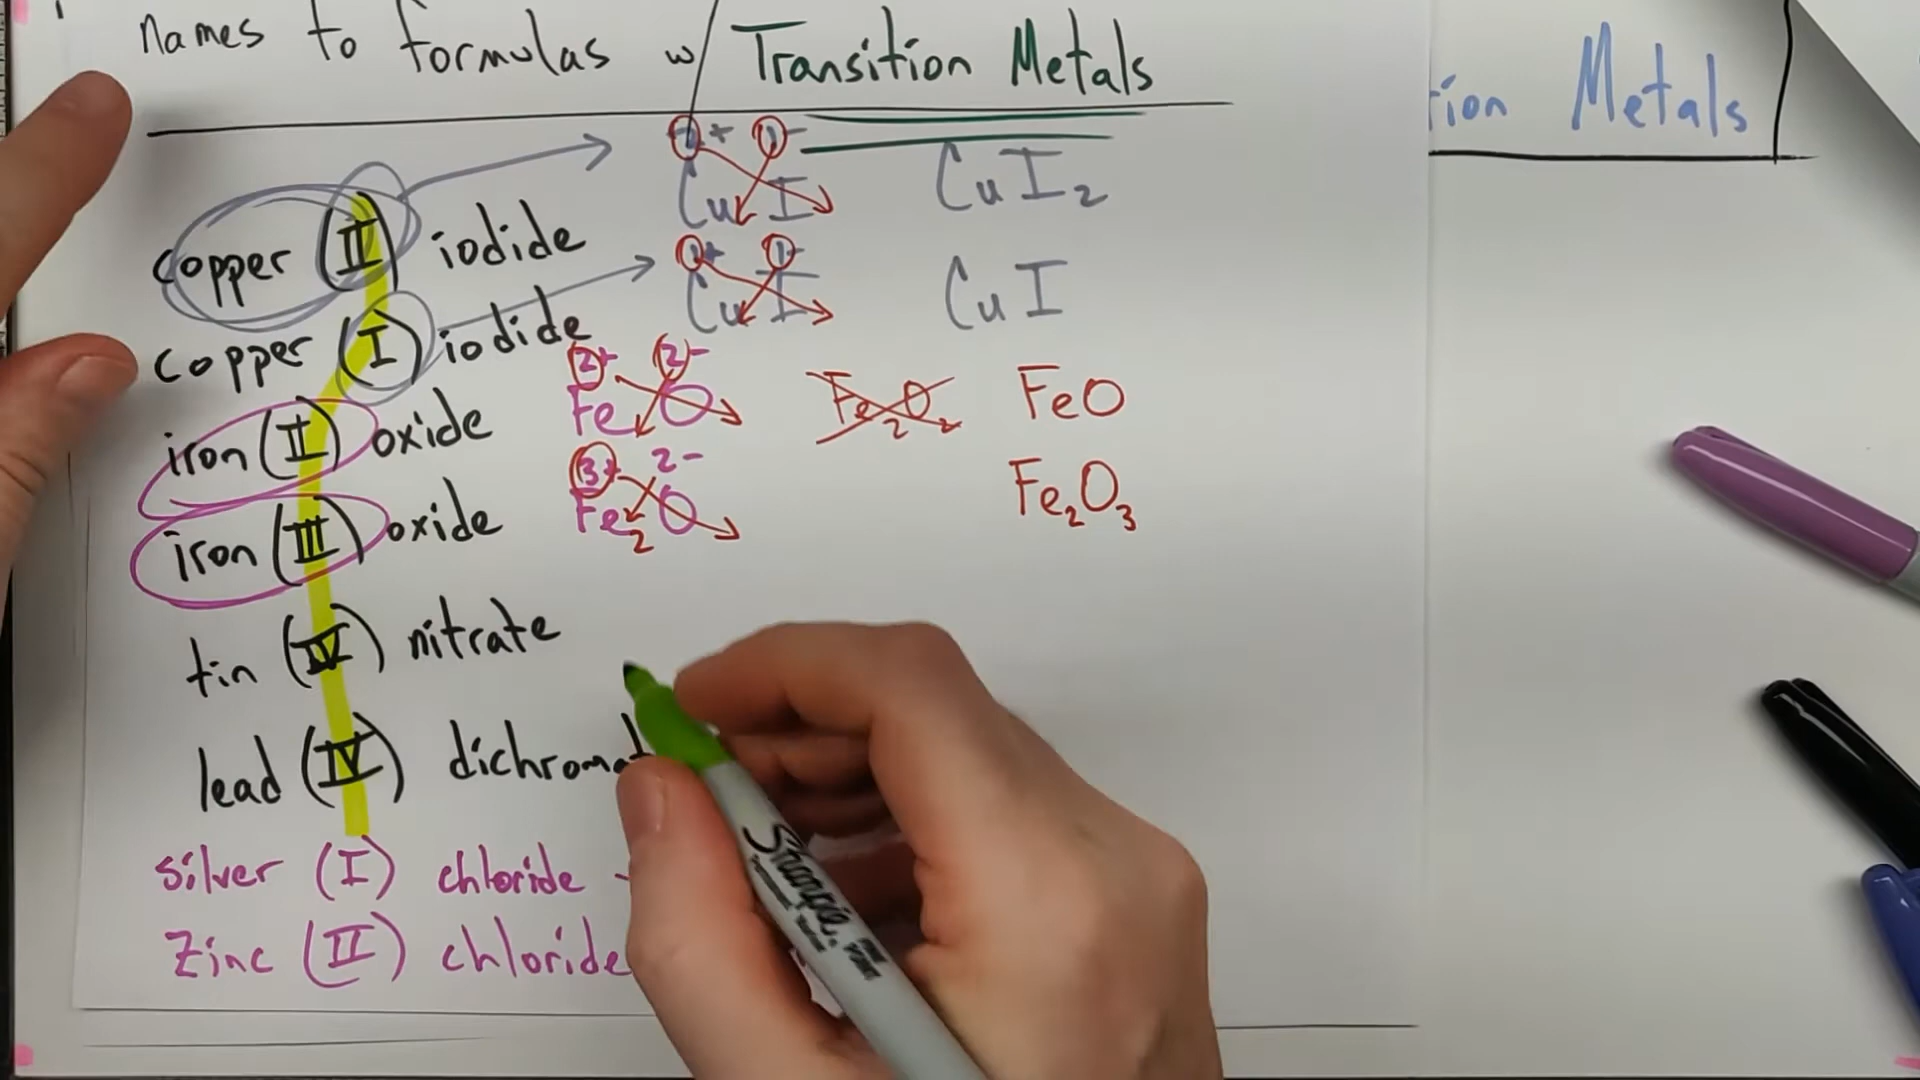 Names to formulas w/ Transition Metals
tion Metals
copper (II) iodide
+ 1-
Cu I
CuI2
copper (I) iodide
1+ 1-
Cu I
CuI
iron (II) oxide
2+ 2-
Fe O
Fe2O2
FeO
iron (III) oxide
3+ 2-
Fe2 O
Fe2O3
tin (IV) nitrate
lead (IV) dichromat
silver (I) chloride -
Zinc (II) chloride
Sharpie.